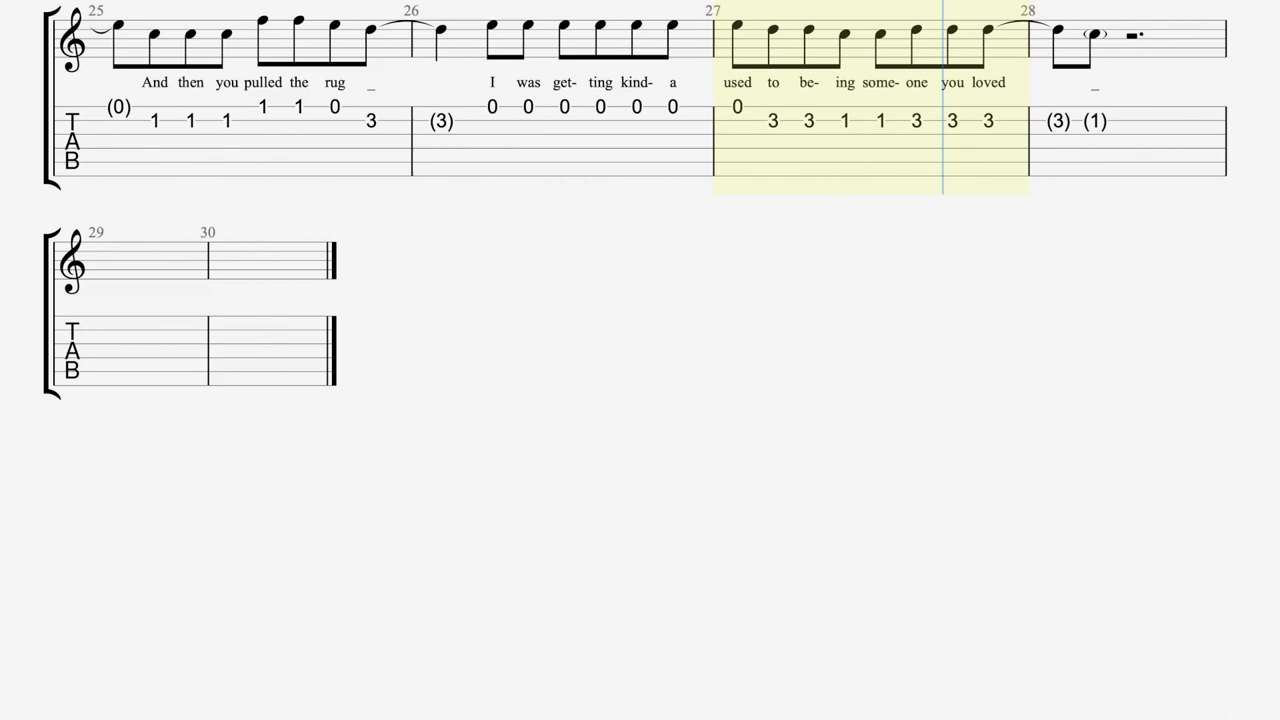 25 26 27 28
And then you pulled the rug _ I was get- ting kind- a used to be- ing some- one you loved _
(0) 1 1 0 0 0 0 0 0 0 0
T 1 1 1 3 (3) 3 3 1 1 3 3 3 (3) (1)
A
B
29 30
T
A
B